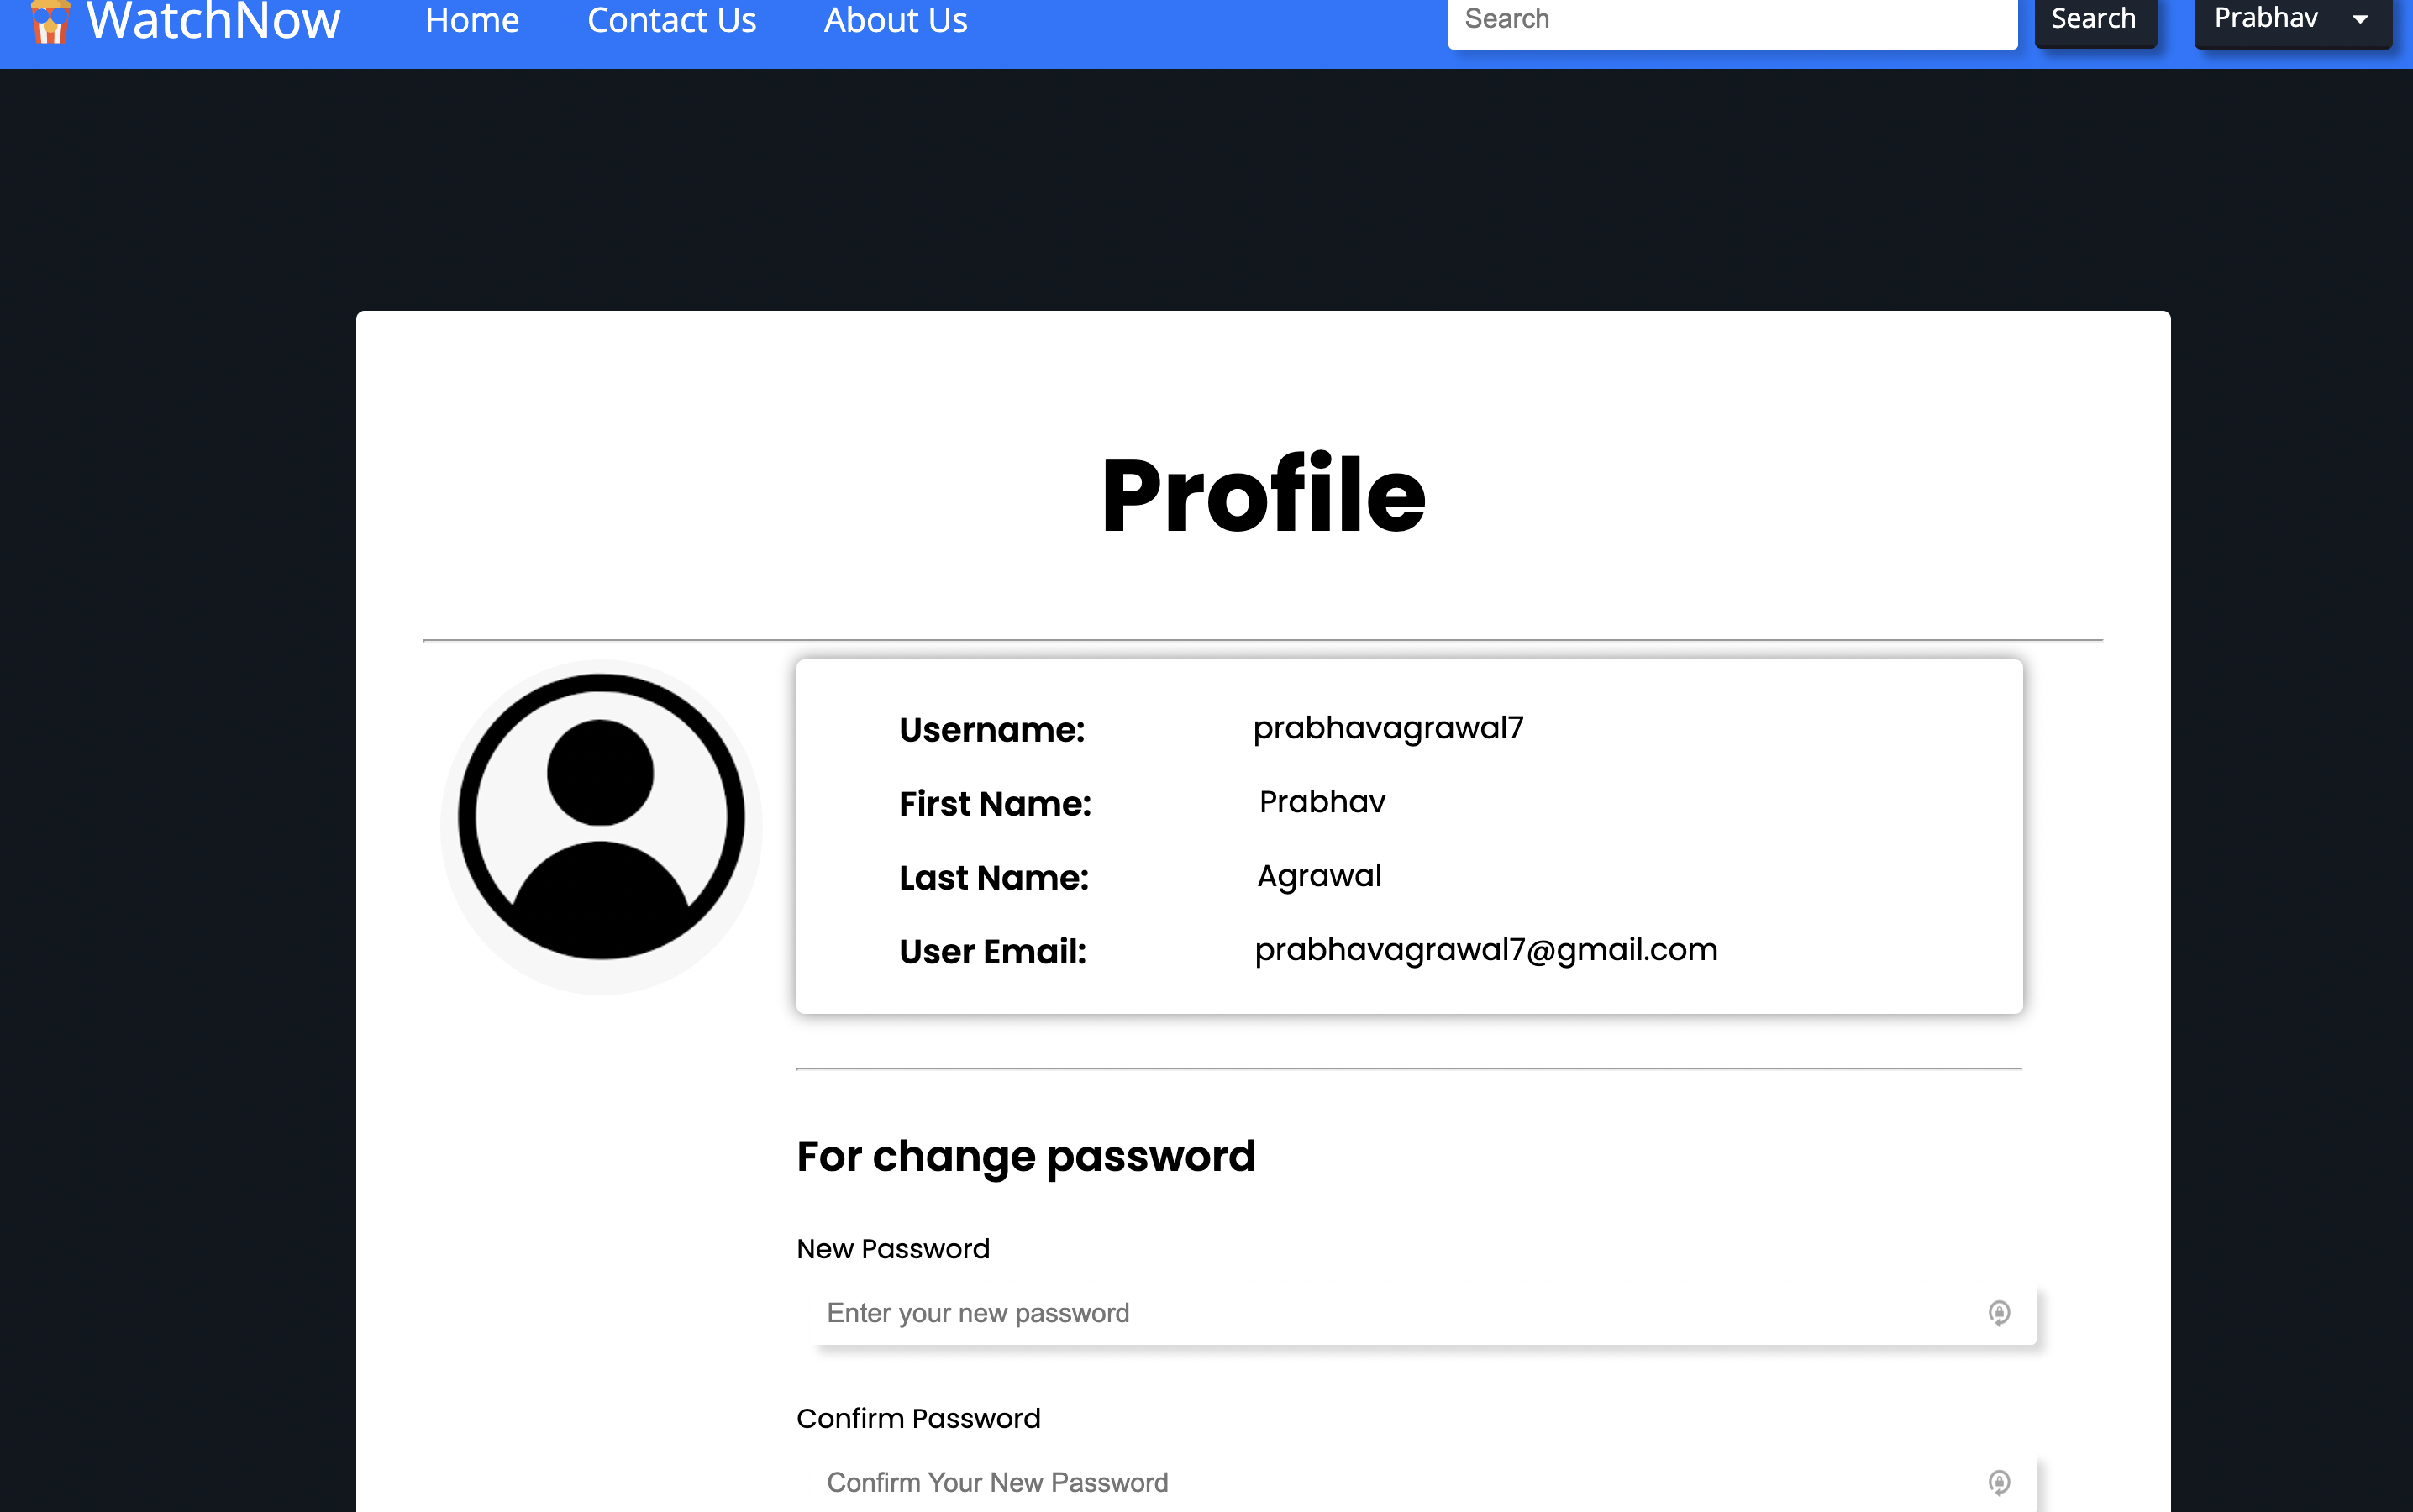 WatchNow Home Contact Us About Us Search Search Prabhav
Profile
Username: prabhavagrawal7
First Name: Prabhav
Last Name: Agrawal
User Email: prabhavagrawal7@gmail.com
For change password
New Password
Enter your new password
Confirm Password
Confirm Your New Password